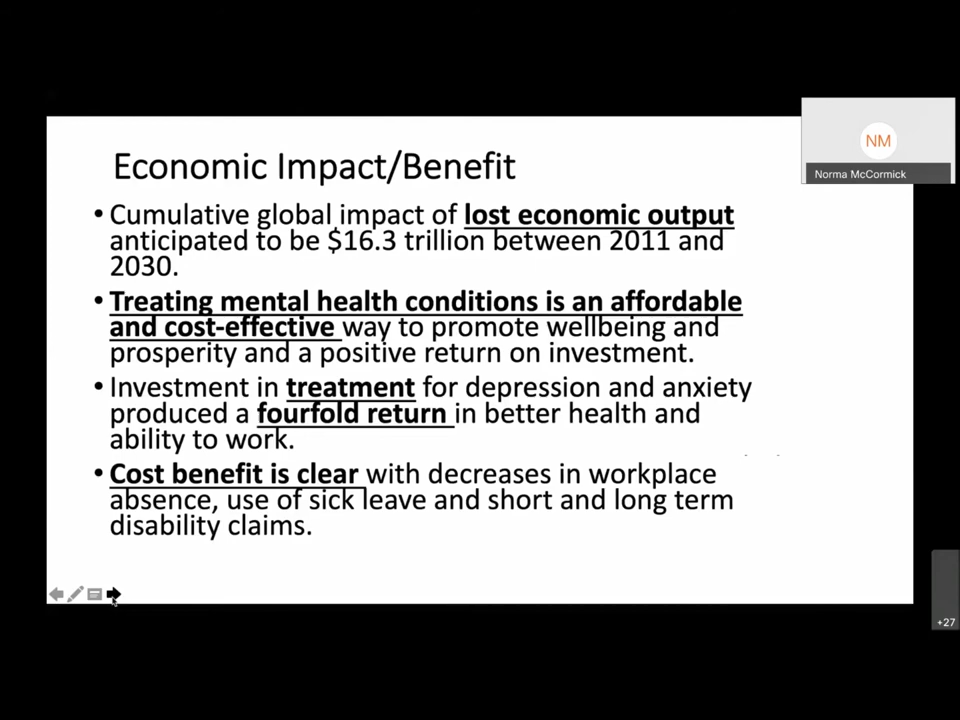 Economic Impact/Benefit
• Cumulative global impact of lost economic output
anticipated to be $16.3 trillion between 2011 and
2030.
• Treating mental health conditions is an affordable
and cost-effective way to promote wellbeing and
prosperity and a positive return on investment.
• Investment in treatment for depression and anxiety
produced a fourfold return in better health and
ability to work.
• Cost benefit is clear with decreases in workplace
absence, use of sick leave and short and long term
disability claims.
NM
Norma McCormick
+27